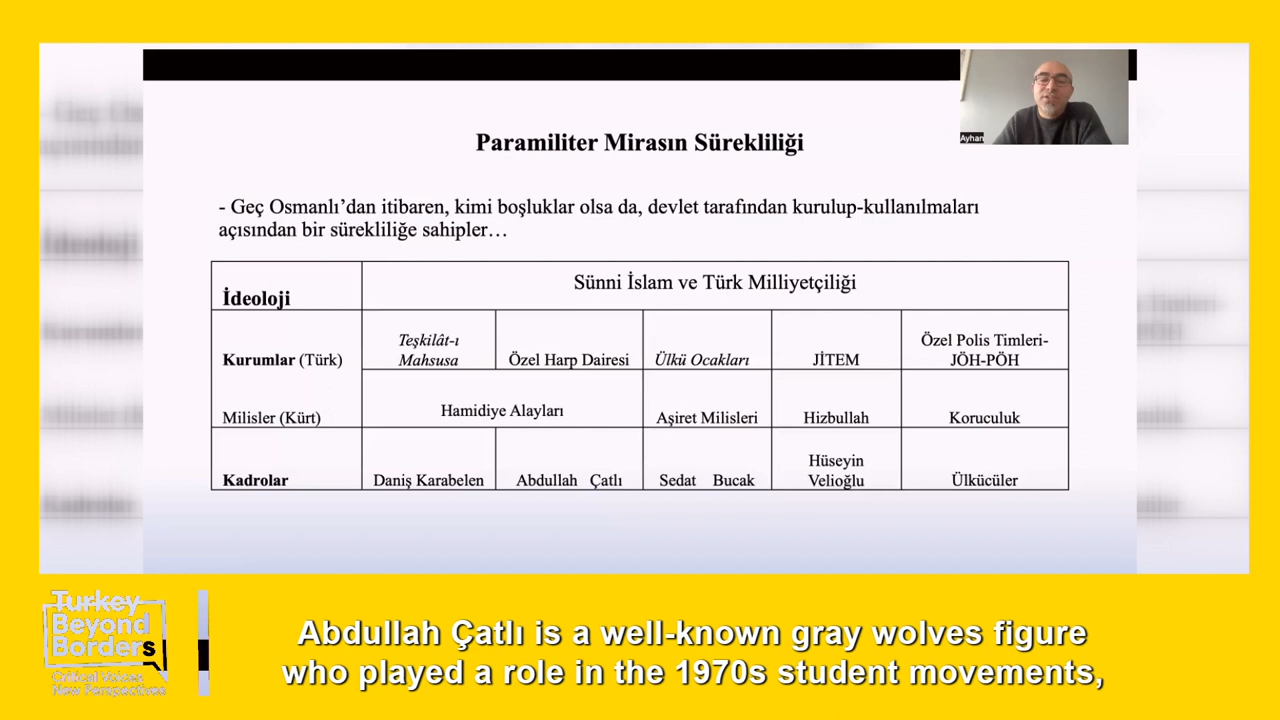 Ayhan
Paramiliter Mirasın Sürekliliği
- Geç Osmanlı’dan itibaren, kimi boşluklar olsa da, devlet tarafından kurulup-kullanılmaları
açısından bir sürekliliğe sahipler…
İdeoloji
Sünni İslam ve Türk Milliyetçiliği
Kurumlar (Türk)
Teşkilât-ı
Mahsusa
Özel Harp Dairesi
Ülkü Ocakları
JİTEM
Özel Polis Timleri-
JÖH-PÖH
Milisler (Kürt)
Hamidiye Alayları
Aşiret Milisleri
Hizbullah
Koruculuk
Kadrolar
Daniş Karabelen
Abdullah Çatlı
Sedat Bucak
Hüseyin
Velioğlu
Ülkücüler
Turkey
Beyond
Borders
Critical Voices
New Perspectives
Abdullah Çatlı is a well-known gray wolves figure
who played a role in the 1970s student movements,